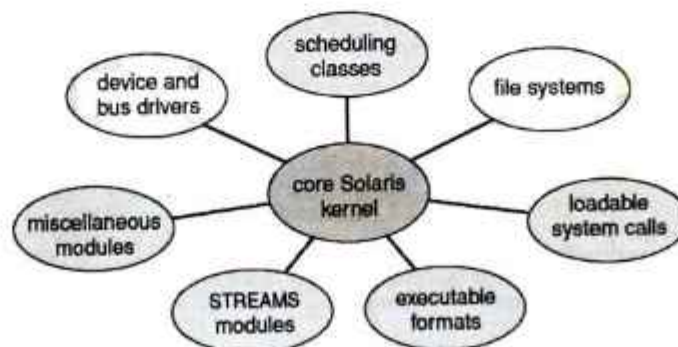 scheduling
classes
device and
bus drivers
file systems
core Solaris
kernel
loadable
system calls
miscellaneous
modules
STREAMS
modules
executable
formats